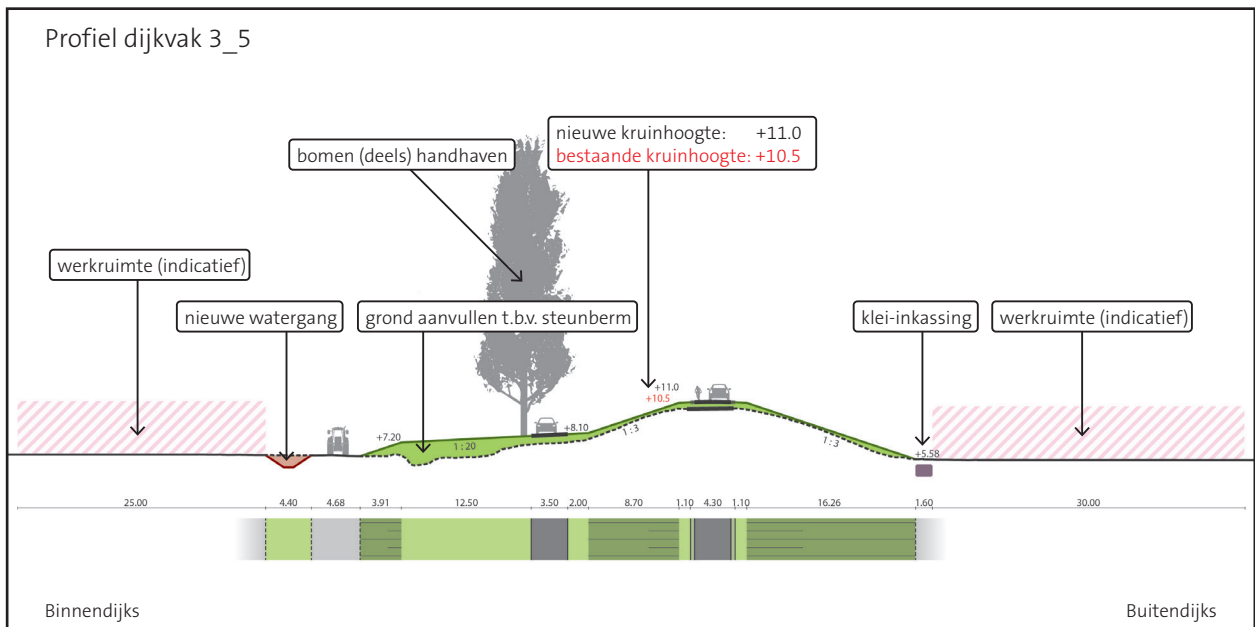 Profiel dijkvak 3_5
nieuwe kruinhoogte: +11.0
bestaande kruinhoogte: +10.5
bomen (deels) handhaven
werkruimte (indicatief)
nieuwe watergang
grond aanvullen t.b.v. steunberm
klei-inkassing
werkruimte (indicatief)
+11.0
+10.5
+7.20
1 : 20
+8.10
1 : 3
1 : 3
+5.58
25.00 4.40 4.68 3.91 12.50 3.50 2.00 8.70 1.10 4.30 1.10 16.26 1.60 30.00
Binnendijks
Buitendijks